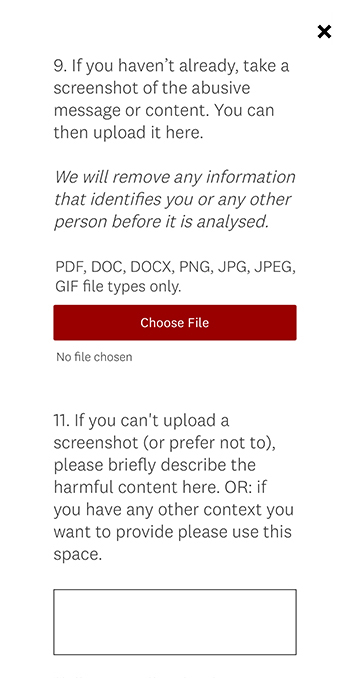 9. If you haven’t already, take a
screenshot of the abusive
message or content. You can
then upload it here.
We will remove any information
that identifies you or any other
person before it is analysed.
PDF, DOC, DOCX, PNG, JPG, JPEG,
GIF file types only.
Choose File
No file chosen
11. If you can't upload a
screenshot (or prefer not to),
please briefly describe the
harmful content here. OR: if
you have any other context you
want to provide please use this
space.